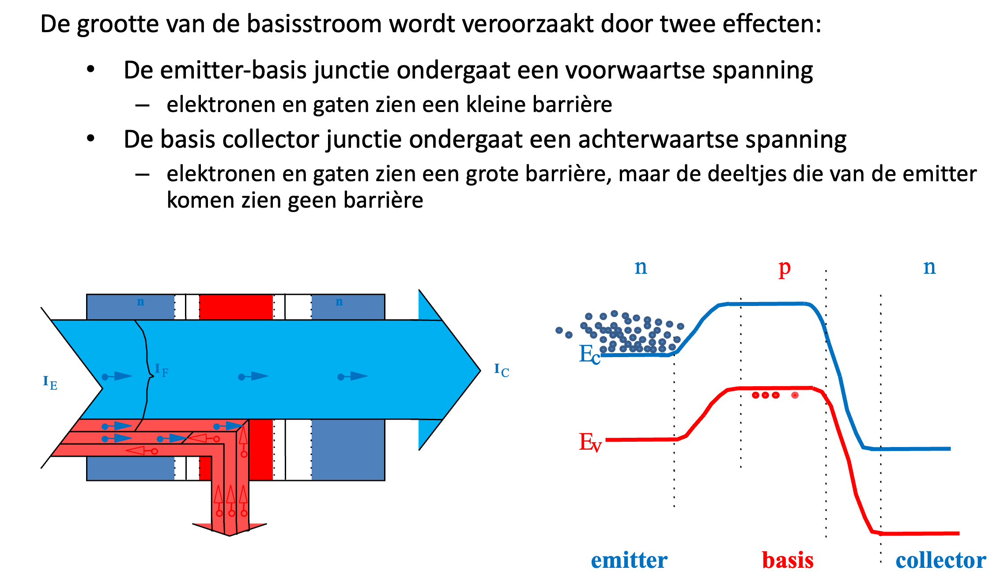 De grootte van de basisstroom wordt veroorzaakt door twee effecten:
• De emitter-basis junctie ondergaat een voorwaartse spanning
– elektronen en gaten zien een kleine barrière
• De basis collector junctie ondergaat een achterwaartse spanning
– elektronen en gaten zien een grote barrière, maar de deeltjes die van de emitter
komen zien geen barrière
n
n
I_E
I_F
I_C
n p n
E_C
E_V
emitter basis collector